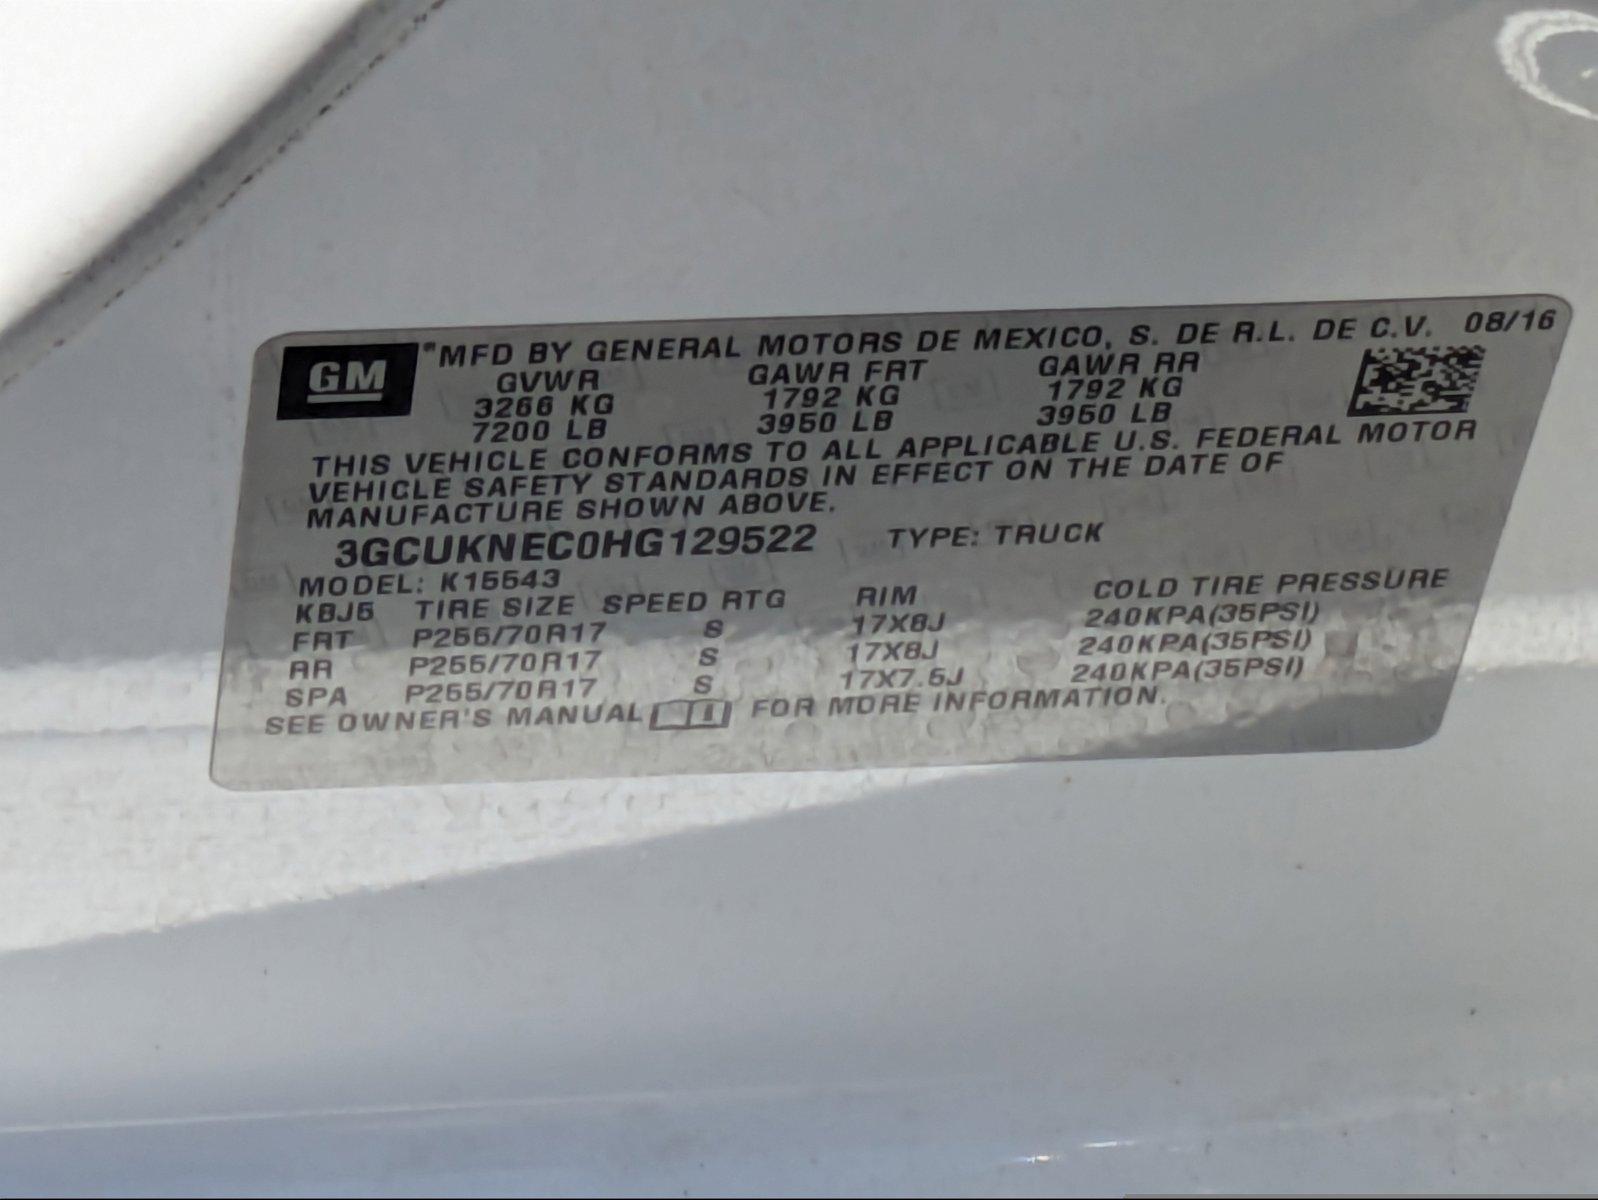 GM
®MFD BY GENERAL MOTORS DE MEXICO, S. DE R.L. DE C.V. 08/16
GVWR GAWR FRT GAWR RR
3266 KG 1792 KG 1792 KG
7200 LB 3950 LB 3950 LB
THIS VEHICLE CONFORMS TO ALL APPLICABLE U.S. FEDERAL MOTOR
VEHICLE SAFETY STANDARDS IN EFFECT ON THE DATE OF
MANUFACTURE SHOWN ABOVE.
3GCUKNEC0HG129522 TYPE: TRUCK
MODEL: K15543
KBJ5 TIRE SIZE SPEED RTG RIM COLD TIRE PRESSURE
FRT P255/70R17 S 17X8J 240KPA(35PSI)
RR P255/70R17 S 17X8J 240KPA(35PSI)
SPA P255/70R17 S 17X7.5J 240KPA(35PSI)
SEE OWNER'S MANUAL FOR MORE INFORMATION.